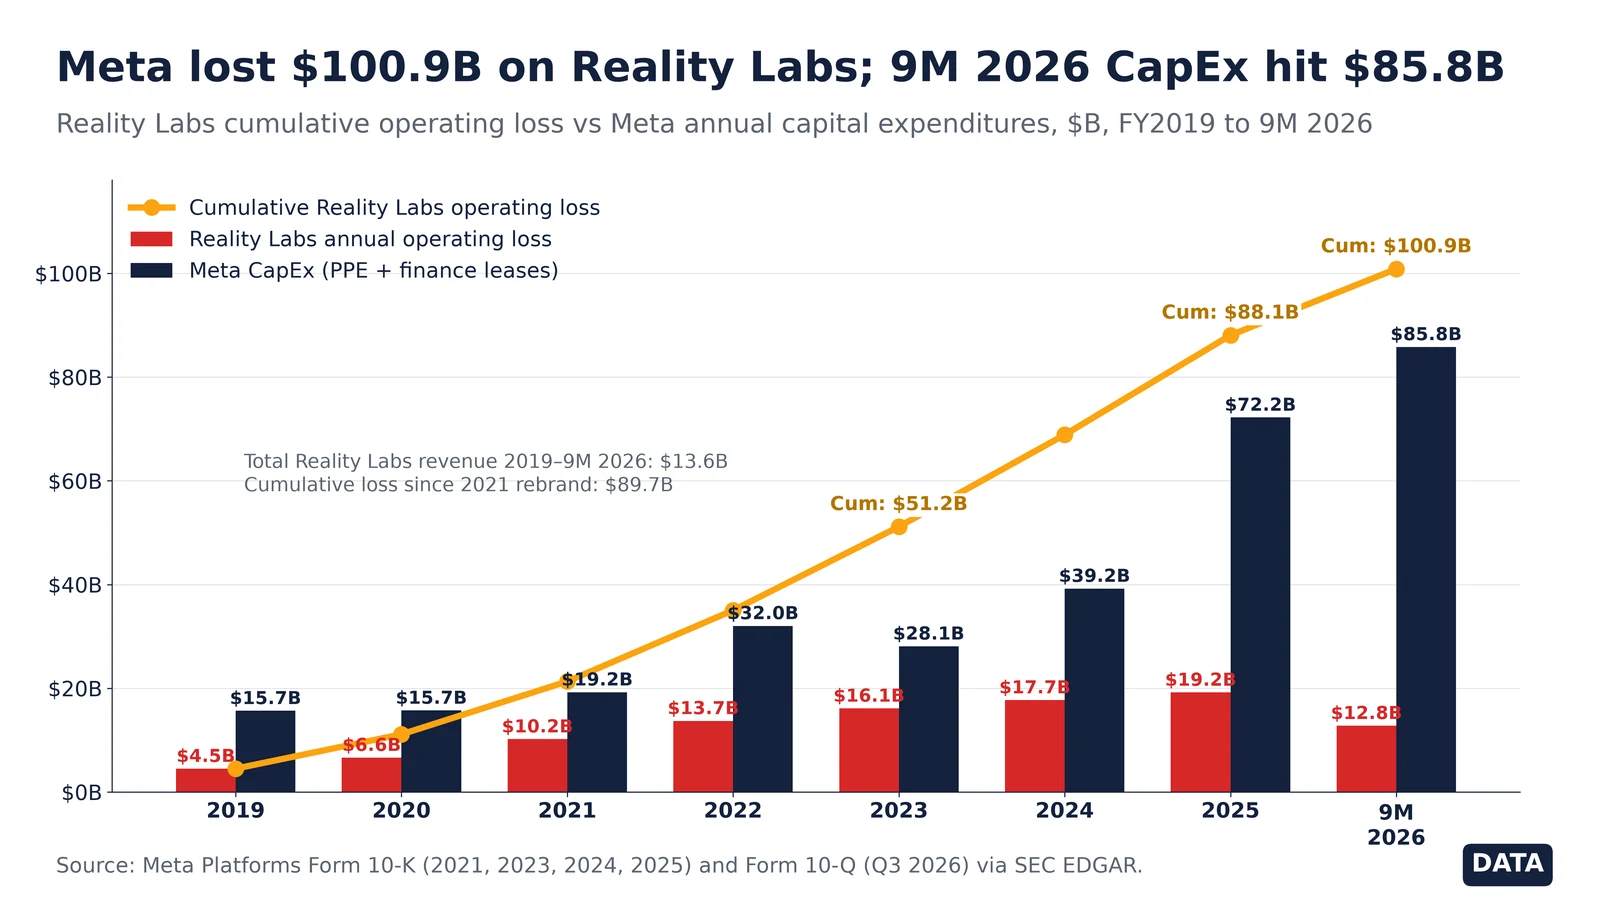 Meta lost $100.9B on Reality Labs; 9M 2026 CapEx hit $85.8B
Reality Labs cumulative operating loss vs Meta annual capital expenditures, $B, FY2019 to 9M 2026
Cumulative Reality Labs operating loss
Reality Labs annual operating loss
Meta CapEx (PPE + finance leases)
Cum: $100.9B
$100B
Cum: $88.1B
$85.8B
$80B
$72.2B
Total Reality Labs revenue 2019–9M 2026: $13.6B
Cumulative loss since 2021 rebrand: $89.7B
$60B
Cum: $51.2B
$40B
$39.2B
$32.0B
$28.1B
$20B
$15.7B
$15.7B
$19.2B
$13.7B
$16.1B
$17.7B
$19.2B
$12.8B
$4.5B
$6.6B
$10.2B
$0B
2019
2020
2021
2022
2023
2024
2025
9M
2026
Source: Meta Platforms Form 10-K (2021, 2023, 2024, 2025) and Form 10-Q (Q3 2026) via SEC EDGAR.
DATA